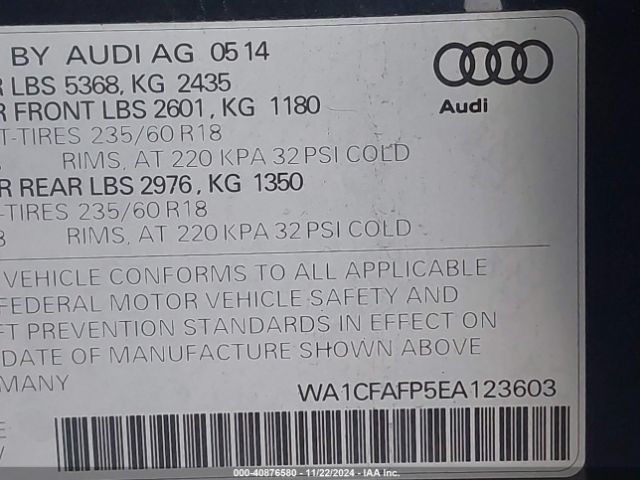 BY AUDI AG 05 14
R LBS 5368, KG 2435
R FRONT LBS 2601, KG 1180
T-TIRES 235/60 R18
RIMS, AT 220 KPA 32 PSI COLD
R REAR LBS 2976, KG 1350
T-TIRES 235/60 R18
RIMS, AT 220 KPA 32 PSI COLD
Audi
VEHICLE CONFORMS TO ALL APPLICABLE
FEDERAL MOTOR VEHICLE SAFETY AND
FT PREVENTION STANDARDS IN EFFECT ON
DATE OF MANUFACTURE SHOWN ABOVE
MANY
WA1CFAFP5EA123603
000-40876580 - 11/22/2024 - IAA Inc.